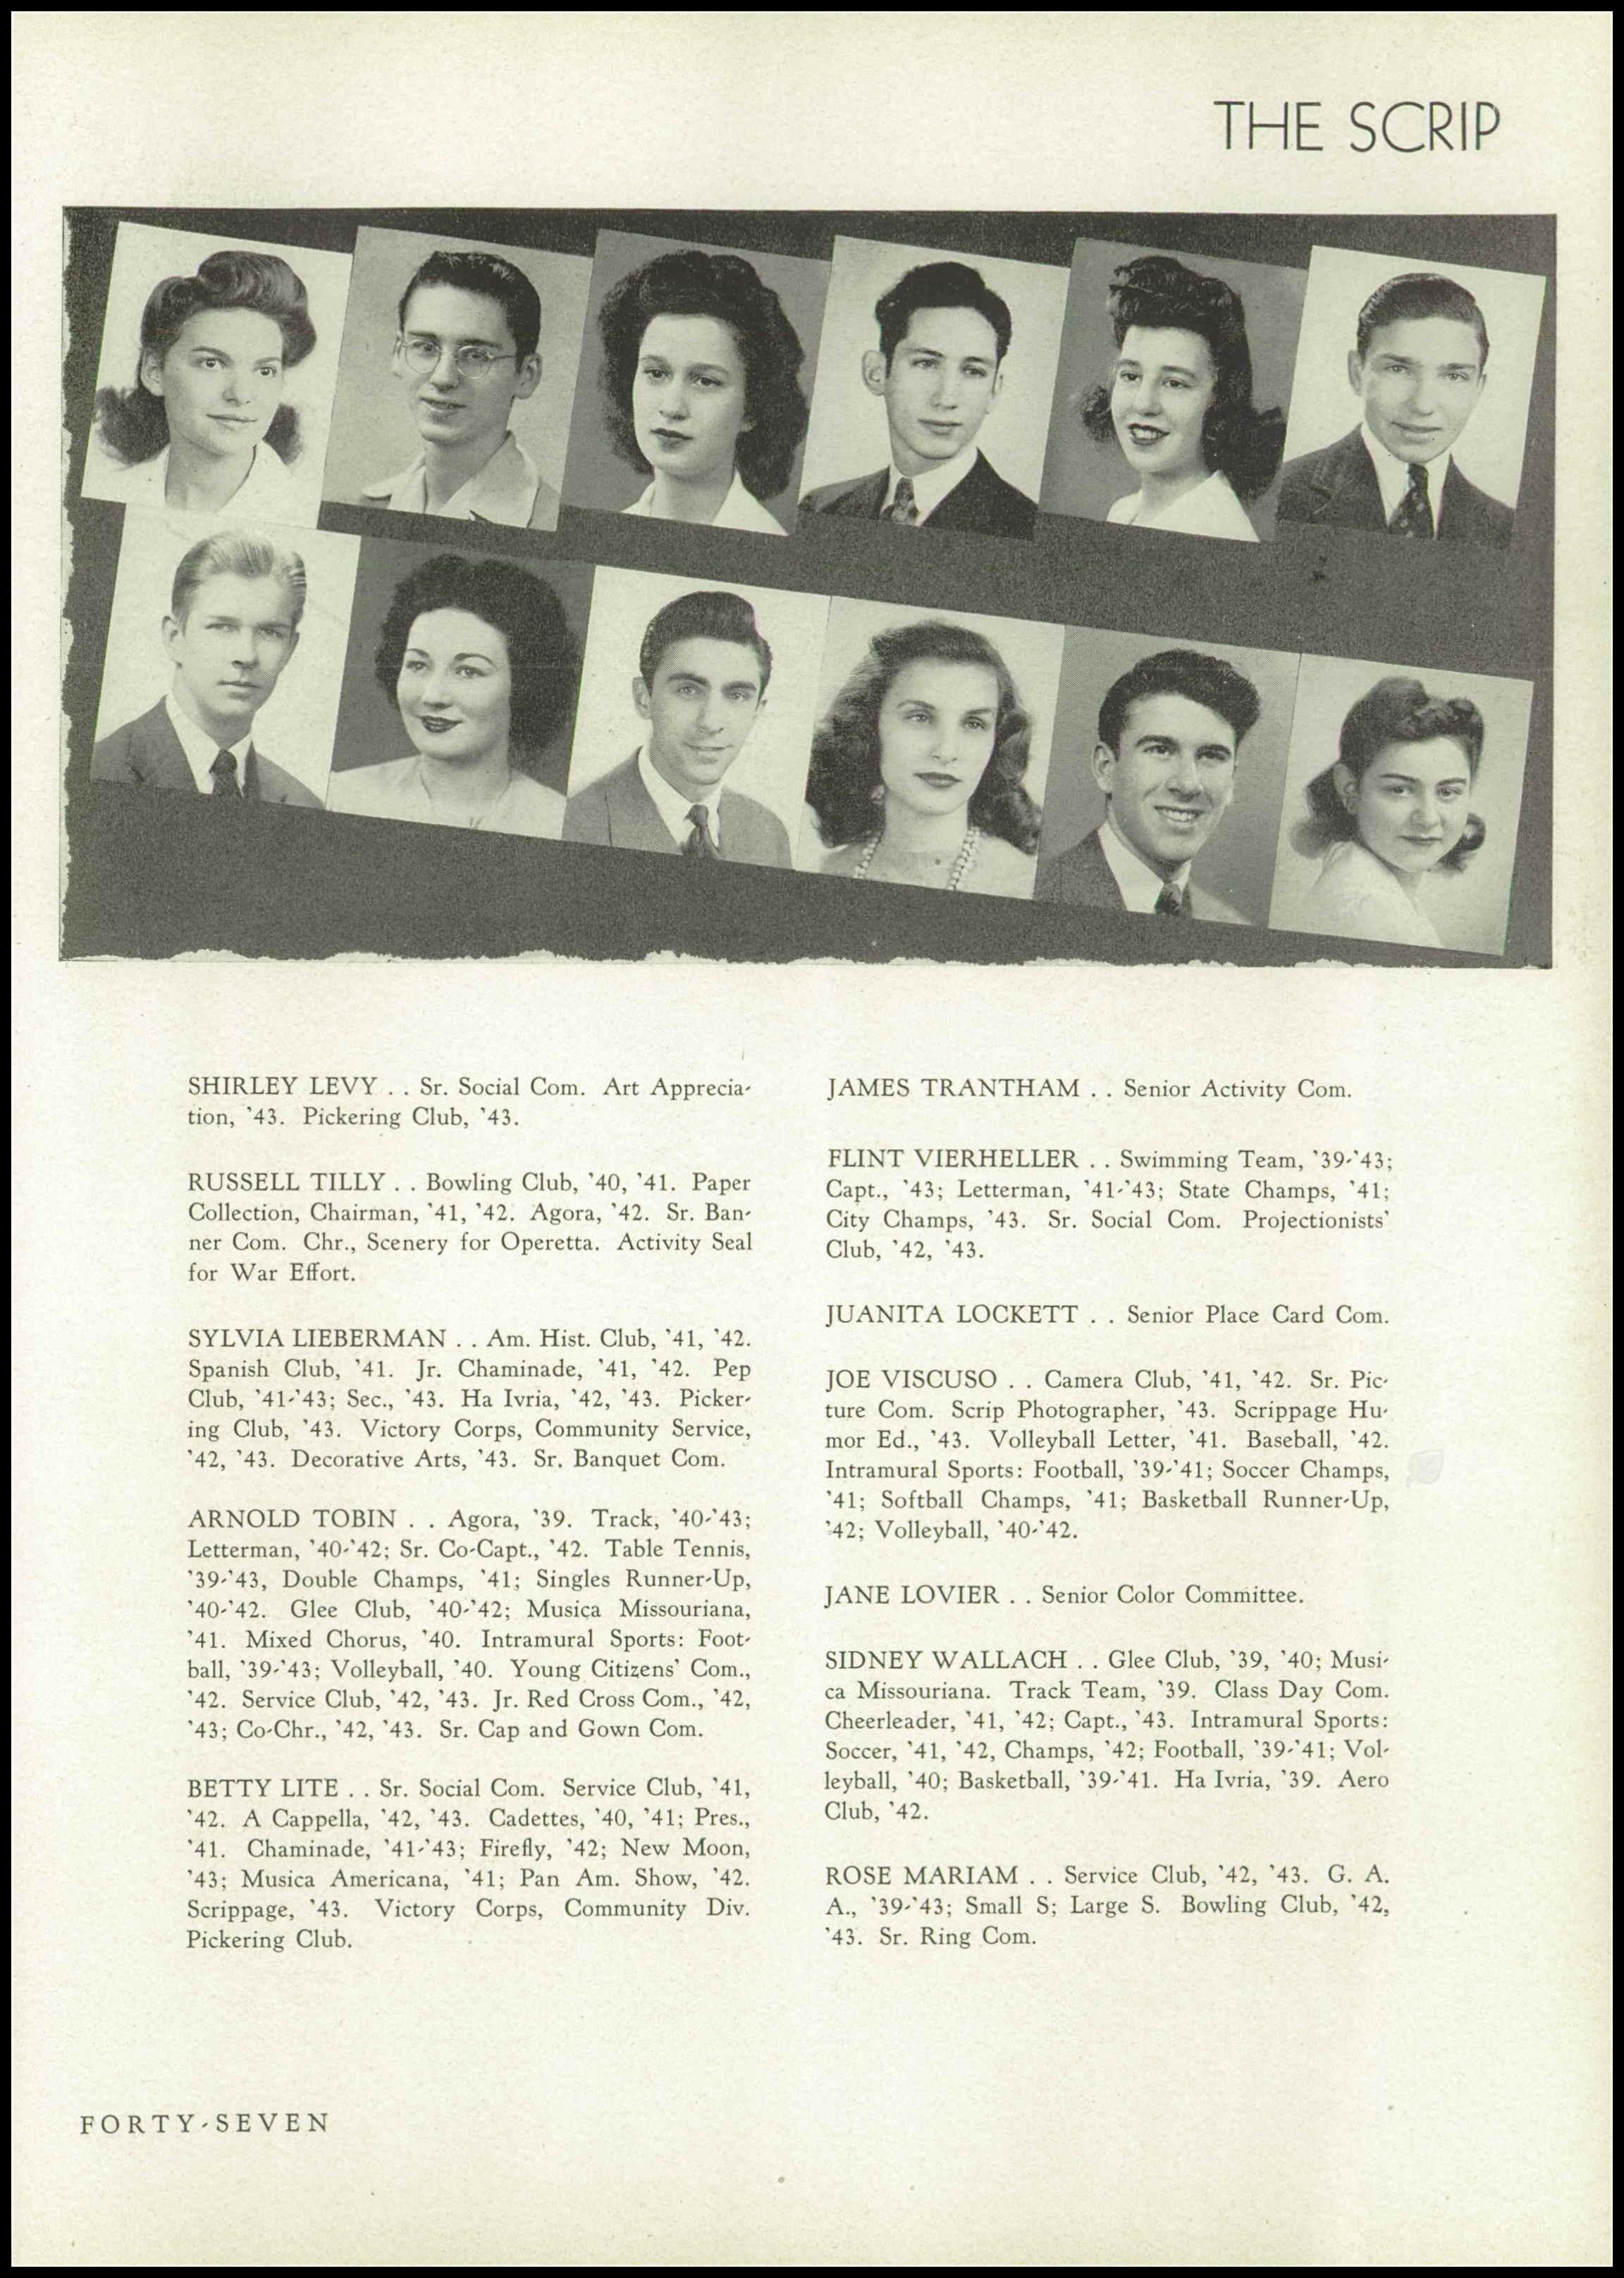 THE SCRIP
SHIRLEY LEVY . . Sr. Social Com. Art Apprecia-
tion, '43. Pickering Club, '43.
RUSSELL TILLY . . Bowling Club, '40, '41. Paper
Collection, Chairman, '41, '42. Agora, '42. Sr. Ban-
ner Com. Chr., Scenery for Operetta. Activity Seal
for War Effort.
SYLVIA LIEBERMAN . . Am. Hist. Club, '41, '42.
Spanish Club, '41. Jr. Chaminade, '41, '42. Pep
Club, '41-'43; Sec., '43. Ha Ivria, '42, '43. Picker-
ing Club, '43. Victory Corps, Community Service,
'42, '43. Decorative Arts, '43. Sr. Banquet Com.
ARNOLD TOBIN . . Agora, '39. Track, '40-'43;
Letterman, '40-'42; Sr. Co-Capt., '42. Table Tennis,
'39-'43, Double Champs, '41; Singles Runner-Up,
'40-'42. Glee Club, '40-'42; Musica Missouriana,
'41. Mixed Chorus, '40. Intramural Sports: Foot-
ball, '39-'43; Volleyball, '40. Young Citizens' Com.,
'42. Service Club, '42, '43. Jr. Red Cross Com., '42,
'43; Co-Chr., '42, '43. Sr. Cap and Gown Com.
BETTY LITE . . Sr. Social Com. Service Club, '41,
'42. A Cappella, '42, '43. Cadettes, '40, '41; Pres.,
'41. Chaminade, '41-'43; Firefly, '42; New Moon,
'43; Musica Americana, '41; Pan Am. Show, '42.
Scrippage, '43. Victory Corps, Community Div.
Pickering Club.
JAMES TRANTHAM . . Senior Activity Com.
FLINT VIERHELLER . . Swimming Team, '39-'43;
Capt., '43; Letterman, '41-'43; State Champs, '41;
City Champs, '43. Sr. Social Com. Projectionists'
Club, '42, '43.
JUANITA LOCKETT . . Senior Place Card Com.
JOE VISCUSO . . Camera Club, '41, '42. Sr. Pic-
ture Com. Scrip Photographer, '43. Scrippage Hu-
mor Ed., '43. Volleyball Letter, '41. Baseball, '42.
Intramural Sports: Football, '39-'41; Soccer Champs,
'41; Softball Champs, '41; Basketball Runner-Up,
'42; Volleyball, '40-'42.
JANE LOVIER . . Senior Color Committee.
SIDNEY WALLACH . . Glee Club, '39, '40; Musi-
ca Missouriana. Track Team, '39. Class Day Com.
Cheerleader, '41, '42; Capt., '43. Intramural Sports:
Soccer, '41, '42, Champs, '42; Football, '39-'41; Vol-
leyball, '40; Basketball, '39-'41. Ha Ivria, '39. Aero
Club, '42.
ROSE MARIAM . . Service Club, '42, '43. G. A.
A., '39-'43; Small S; Large S. Bowling Club, '42,
'43. Sr. Ring Com.
FORTY-SEVEN